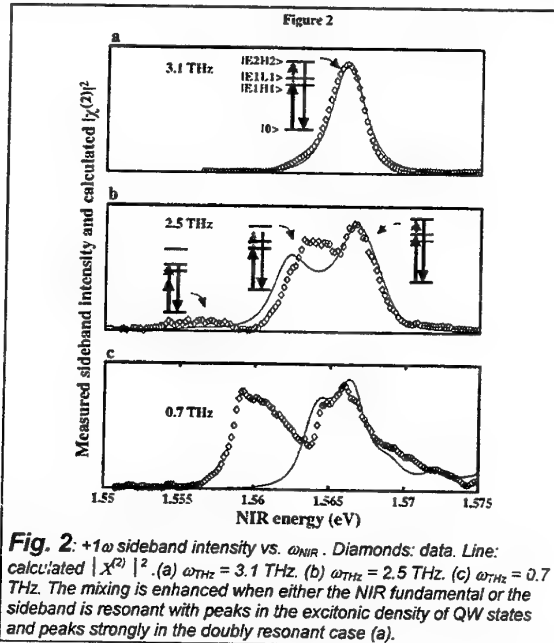 Figure 2
a
3.1 THz
|E2H2>
|E1L1>
|E1H1>
|0>
b
2.5 THz
c
0.7 THz
Measured sideband intensity and calculated |χ(2)|²
1.55 1.555 1.56 1.565 1.57 1.575
NIR energy (eV)
Fig. 2: +1ω sideband intensity vs. ωNIR . Diamonds: data. Line:
calculated | X(2) | 2 .(a) ωTHz = 3.1 THz. (b) ωTHz = 2.5 THz. (c) ωTHz = 0.7
THz. The mixing is enhanced when either the NIR fundamental or the
sideband is resonant with peaks in the excitonic density of QW states
and peaks strongly in the doubly resonant case (a).